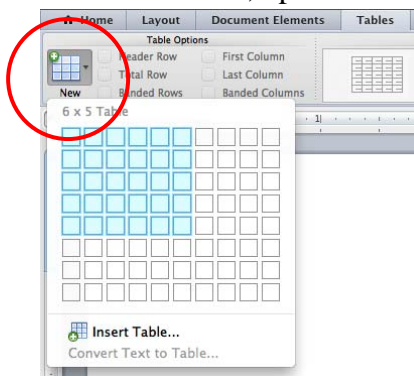 Home Layout Document Elements Tables
Table Options
Header Row First Column
Total Row Last Column
New Banded Rows Banded Columns
6 x 5 Table
1
Insert Table...
Convert Text to Table...